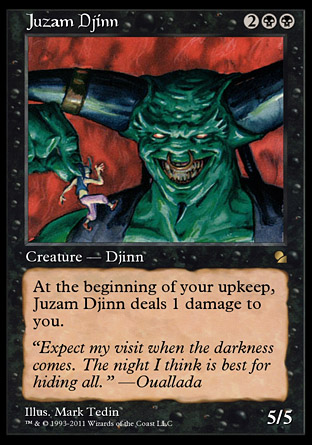 Juzam Djinn 2
Creature — Djinn
At the beginning of your upkeep,
Juzam Djinn deals 1 damage to
you.
“Expect my visit when the darkness
comes. The night I think is best for
hiding all.” —Ouallada
Illus. Mark Tedin
™ & © 1993-2011 Wizards of the Coast LLC
5/5